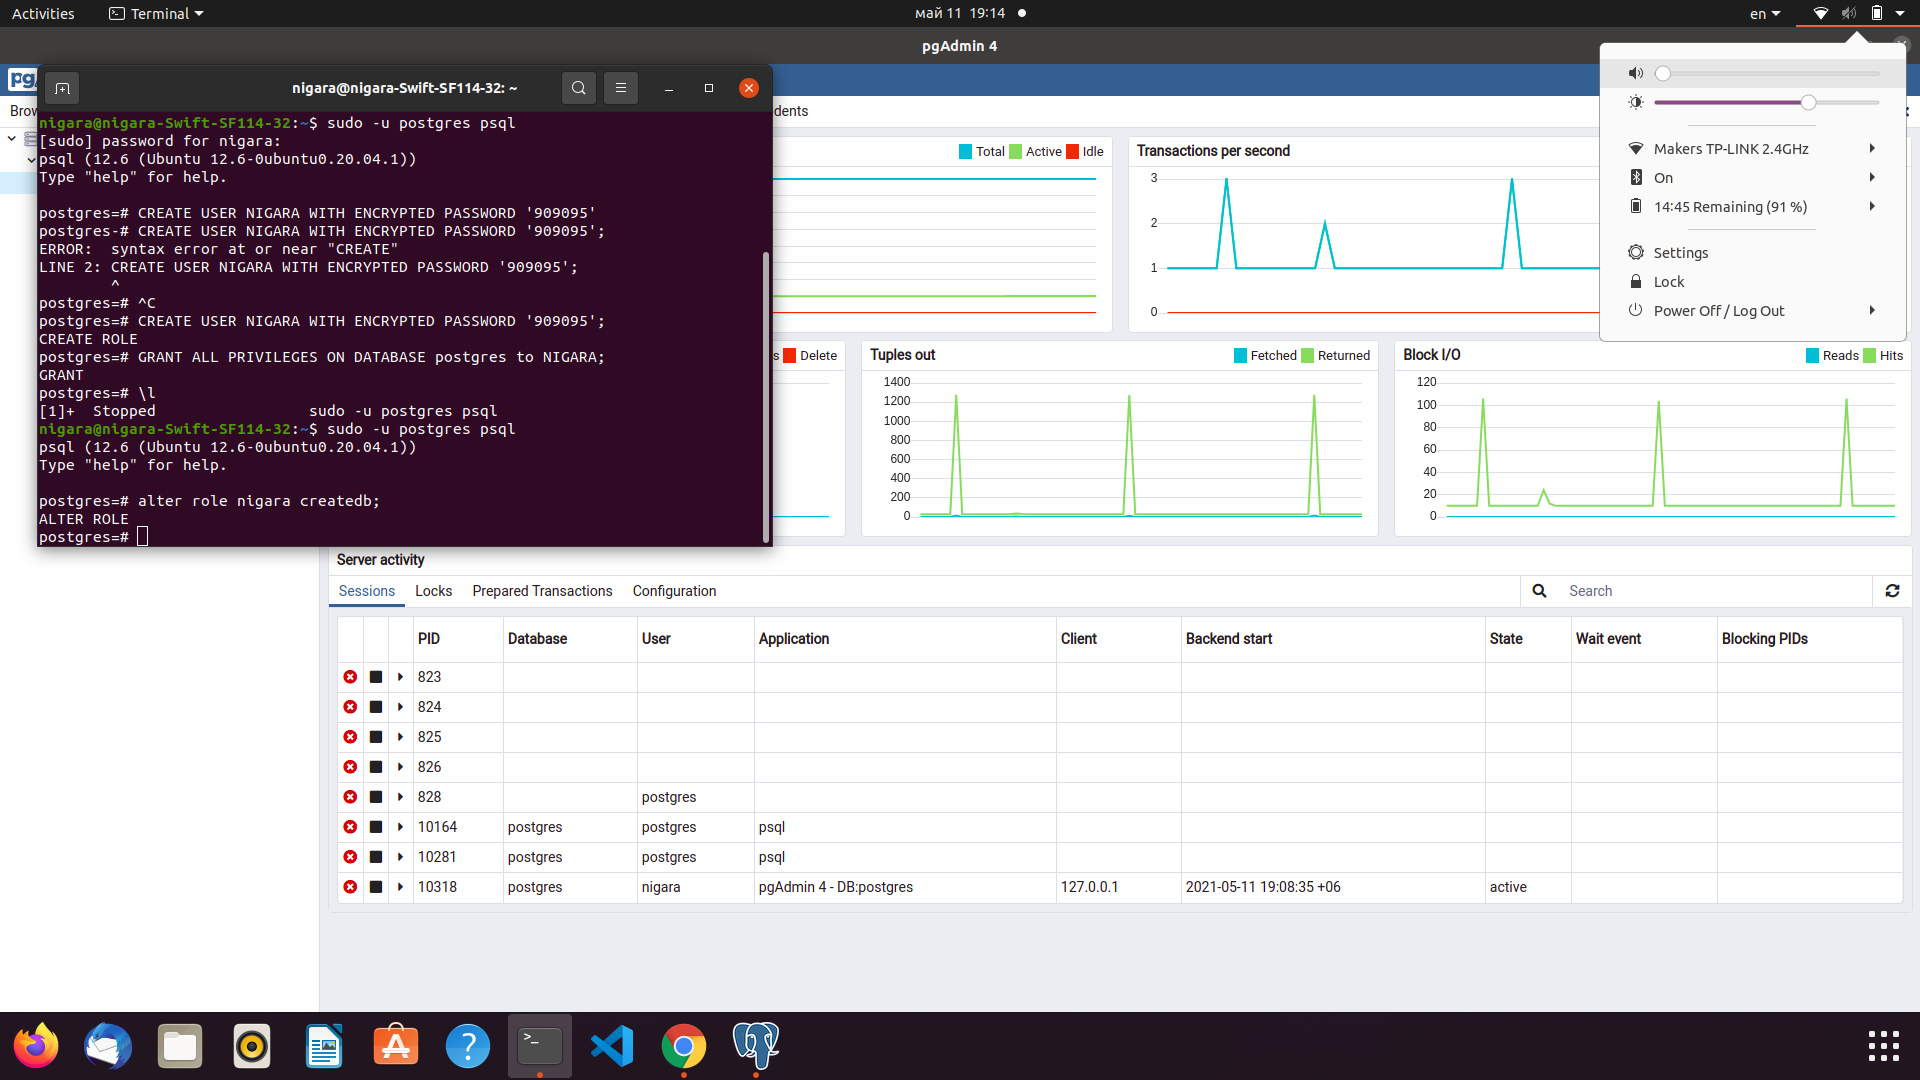 Activities
Terminal
май 11 19:14
en
pgAdmin 4
pg
nigara@nigara-Swift-SF114-32: ~
nigara@nigara-Swift-SF114-32:~$ sudo -u postgres psql
[sudo] password for nigara:
psql (12.6 (Ubuntu 12.6-0ubuntu0.20.04.1))
Type "help" for help.
postgres=# CREATE USER NIGARA WITH ENCRYPTED PASSWORD '909095'
postgres-# CREATE USER NIGARA WITH ENCRYPTED PASSWORD '909095';
ERROR:  syntax error at or near "CREATE"
LINE 2: CREATE USER NIGARA WITH ENCRYPTED PASSWORD '909095';
        ^
postgres=# ^C
postgres=# CREATE USER NIGARA WITH ENCRYPTED PASSWORD '909095';
CREATE ROLE
postgres=# GRANT ALL PRIVILEGES ON DATABASE postgres to NIGARA;
GRANT
postgres=# \l
[1]+  Stopped                 sudo -u postgres psql
nigara@nigara-Swift-SF114-32:~$ sudo -u postgres psql
psql (12.6 (Ubuntu 12.6-0ubuntu0.20.04.1))
Type "help" for help.
postgres=# alter role nigara createdb;
ALTER ROLE
postgres=#
Brow
dents
Total Active Idle
Transactions per second
3
2
1
0
Makers TP-LINK 2.4GHz
On
14:45 Remaining (91 %)
Settings
Lock
Power Off / Log Out
s Delete
Tuples out
Fetched Returned
1400
1200
1000
800
600
400
200
0
Block I/O
Reads Hits
120
100
80
60
40
20
0
Server activity
Sessions Locks Prepared Transactions Configuration
Search
PID Database User Application Client Backend start State Wait event Blocking PIDs
823
824
825
826
828 postgres
10164 postgres postgres psql
10281 postgres postgres psql
10318 postgres nigara pgAdmin 4 - DB:postgres 127.0.0.1 2021-05-11 19:08:35 +06 active